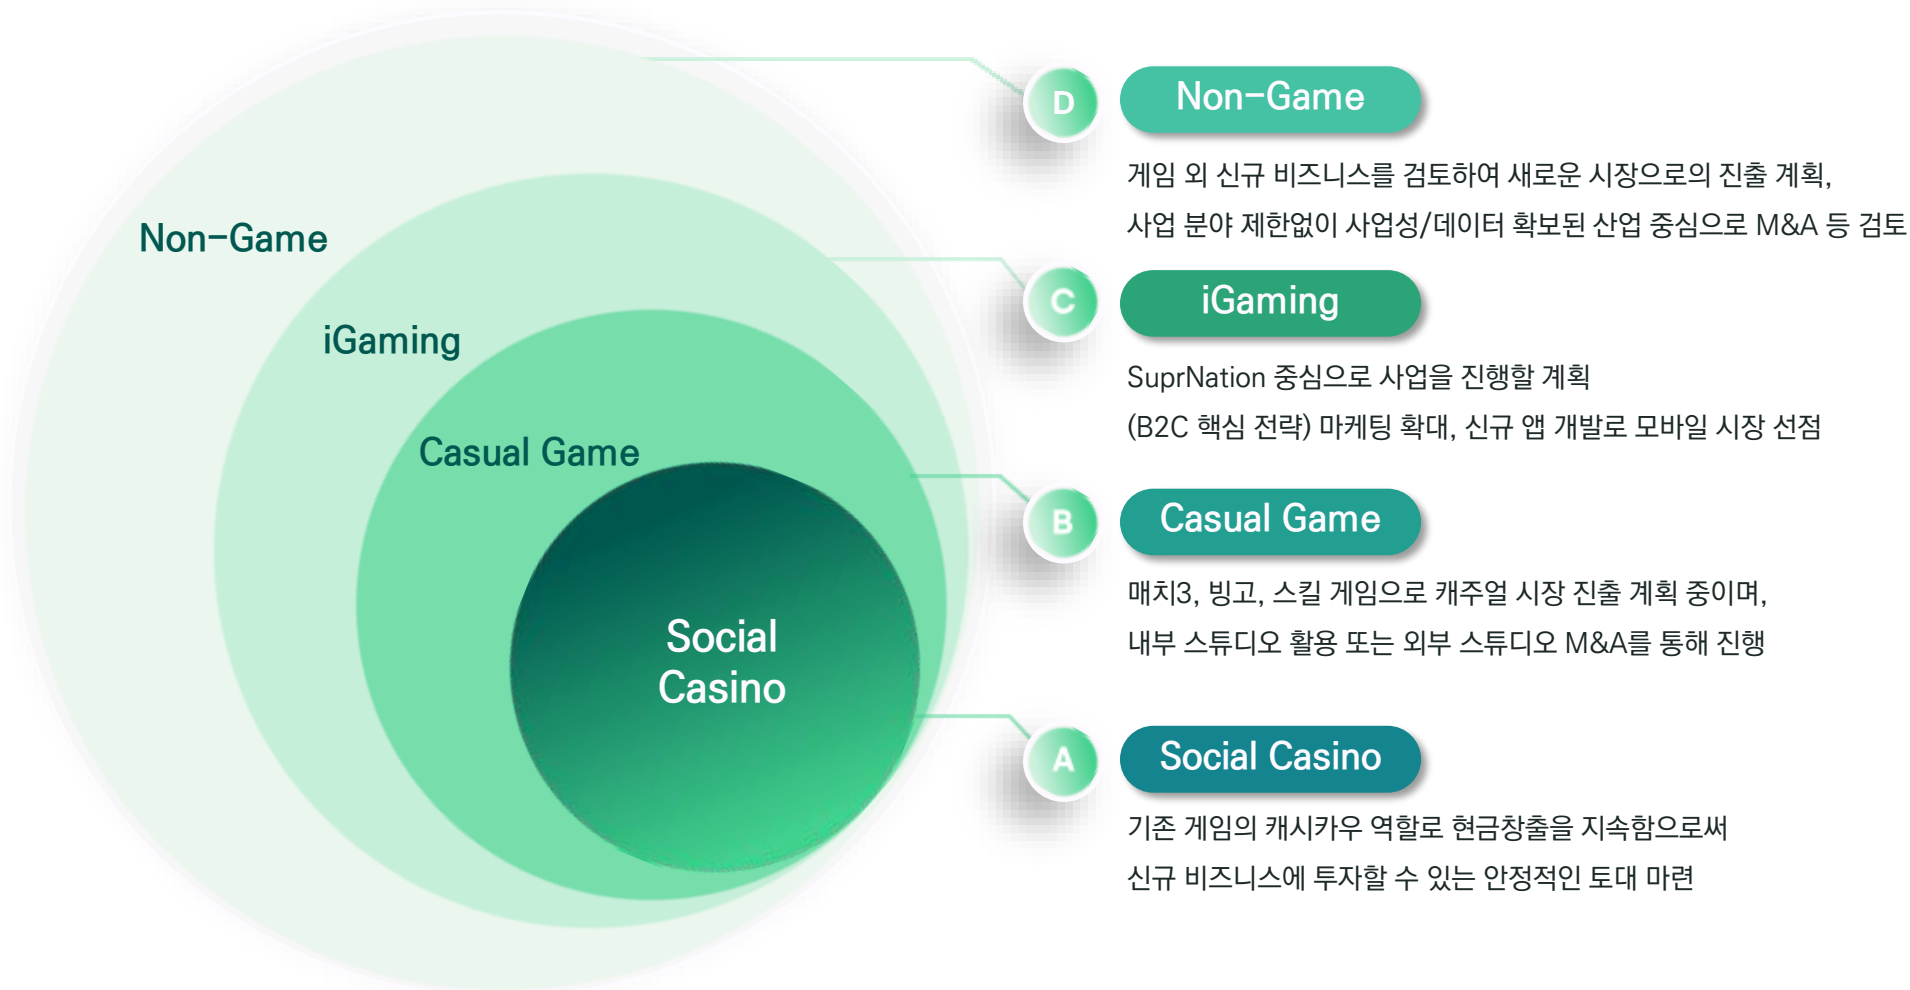 Non-Game
iGaming
Casual Game
Social
Casino
D
Non-Game
게임 외 신규 비즈니스를 검토하여 새로운 시장으로의 진출 계획,
사업 분야 제한없이 사업성/데이터 확보된 산업 중심으로 M&A 등 검토
C
iGaming
SuprNation 중심으로 사업을 진행할 계획
(B2C 핵심 전략) 마케팅 확대, 신규 앱 개발로 모바일 시장 선점
B
Casual Game
매치3, 빙고, 스킬 게임으로 캐주얼 시장 진출 계획 중이며,
내부 스튜디오 활용 또는 외부 스튜디오 M&A를 통해 진행
A
Social Casino
기존 게임의 캐시카우 역할로 현금창출을 지속함으로써
신규 비즈니스에 투자할 수 있는 안정적인 토대 마련